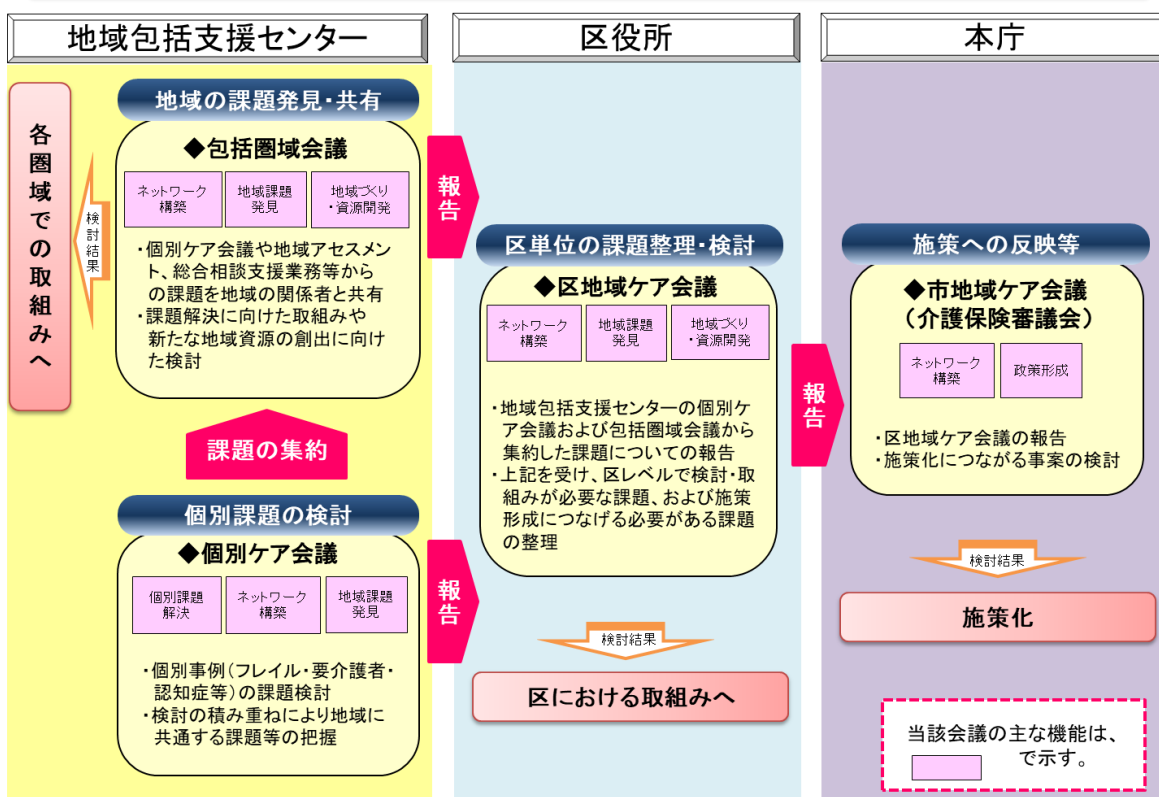 地域包括支援センター
区役所
本庁
各圏域での取組みへ
検討結果
地域の課題発見・共有
◆包括圏域会議
ネットワーク
構築
地域課題
発見
地域づくり
・資源開発
・個別ケア会議や地域アセスメン
ト、総合相談支援業務等から
の課題を地域の関係者と共有
・課題解決に向けた取組みや
新たな地域資源の創出に向け
た検討
課題の集約
個別課題の検討
◆個別ケア会議
個別課題
解決
ネットワーク
構築
地域課題
発見
・個別事例(フレイル・要介護者・
認知症等)の課題検討
・検討の積み重ねにより地域に
共通する課題等の把握
報告
報告
区単位の課題整理・検討
◆区地域ケア会議
ネットワーク
構築
地域課題
発見
地域づくり
・資源開発
・地域包括支援センターの個別ケ
ア会議および包括圏域会議から
集約した課題についての報告
・上記を受け、区レベルで検討・取
組みが必要な課題、および施策
形成につなげる必要がある課題
の整理
検討結果
区における取組みへ
報告
施策への反映等
◆市地域ケア会議
（介護保険審議会）
ネットワーク
構築
政策形成
・区地域ケア会議の報告
・施策化につながる事案の検討
検討結果
施策化
当該会議の主な機能は、
で示す。